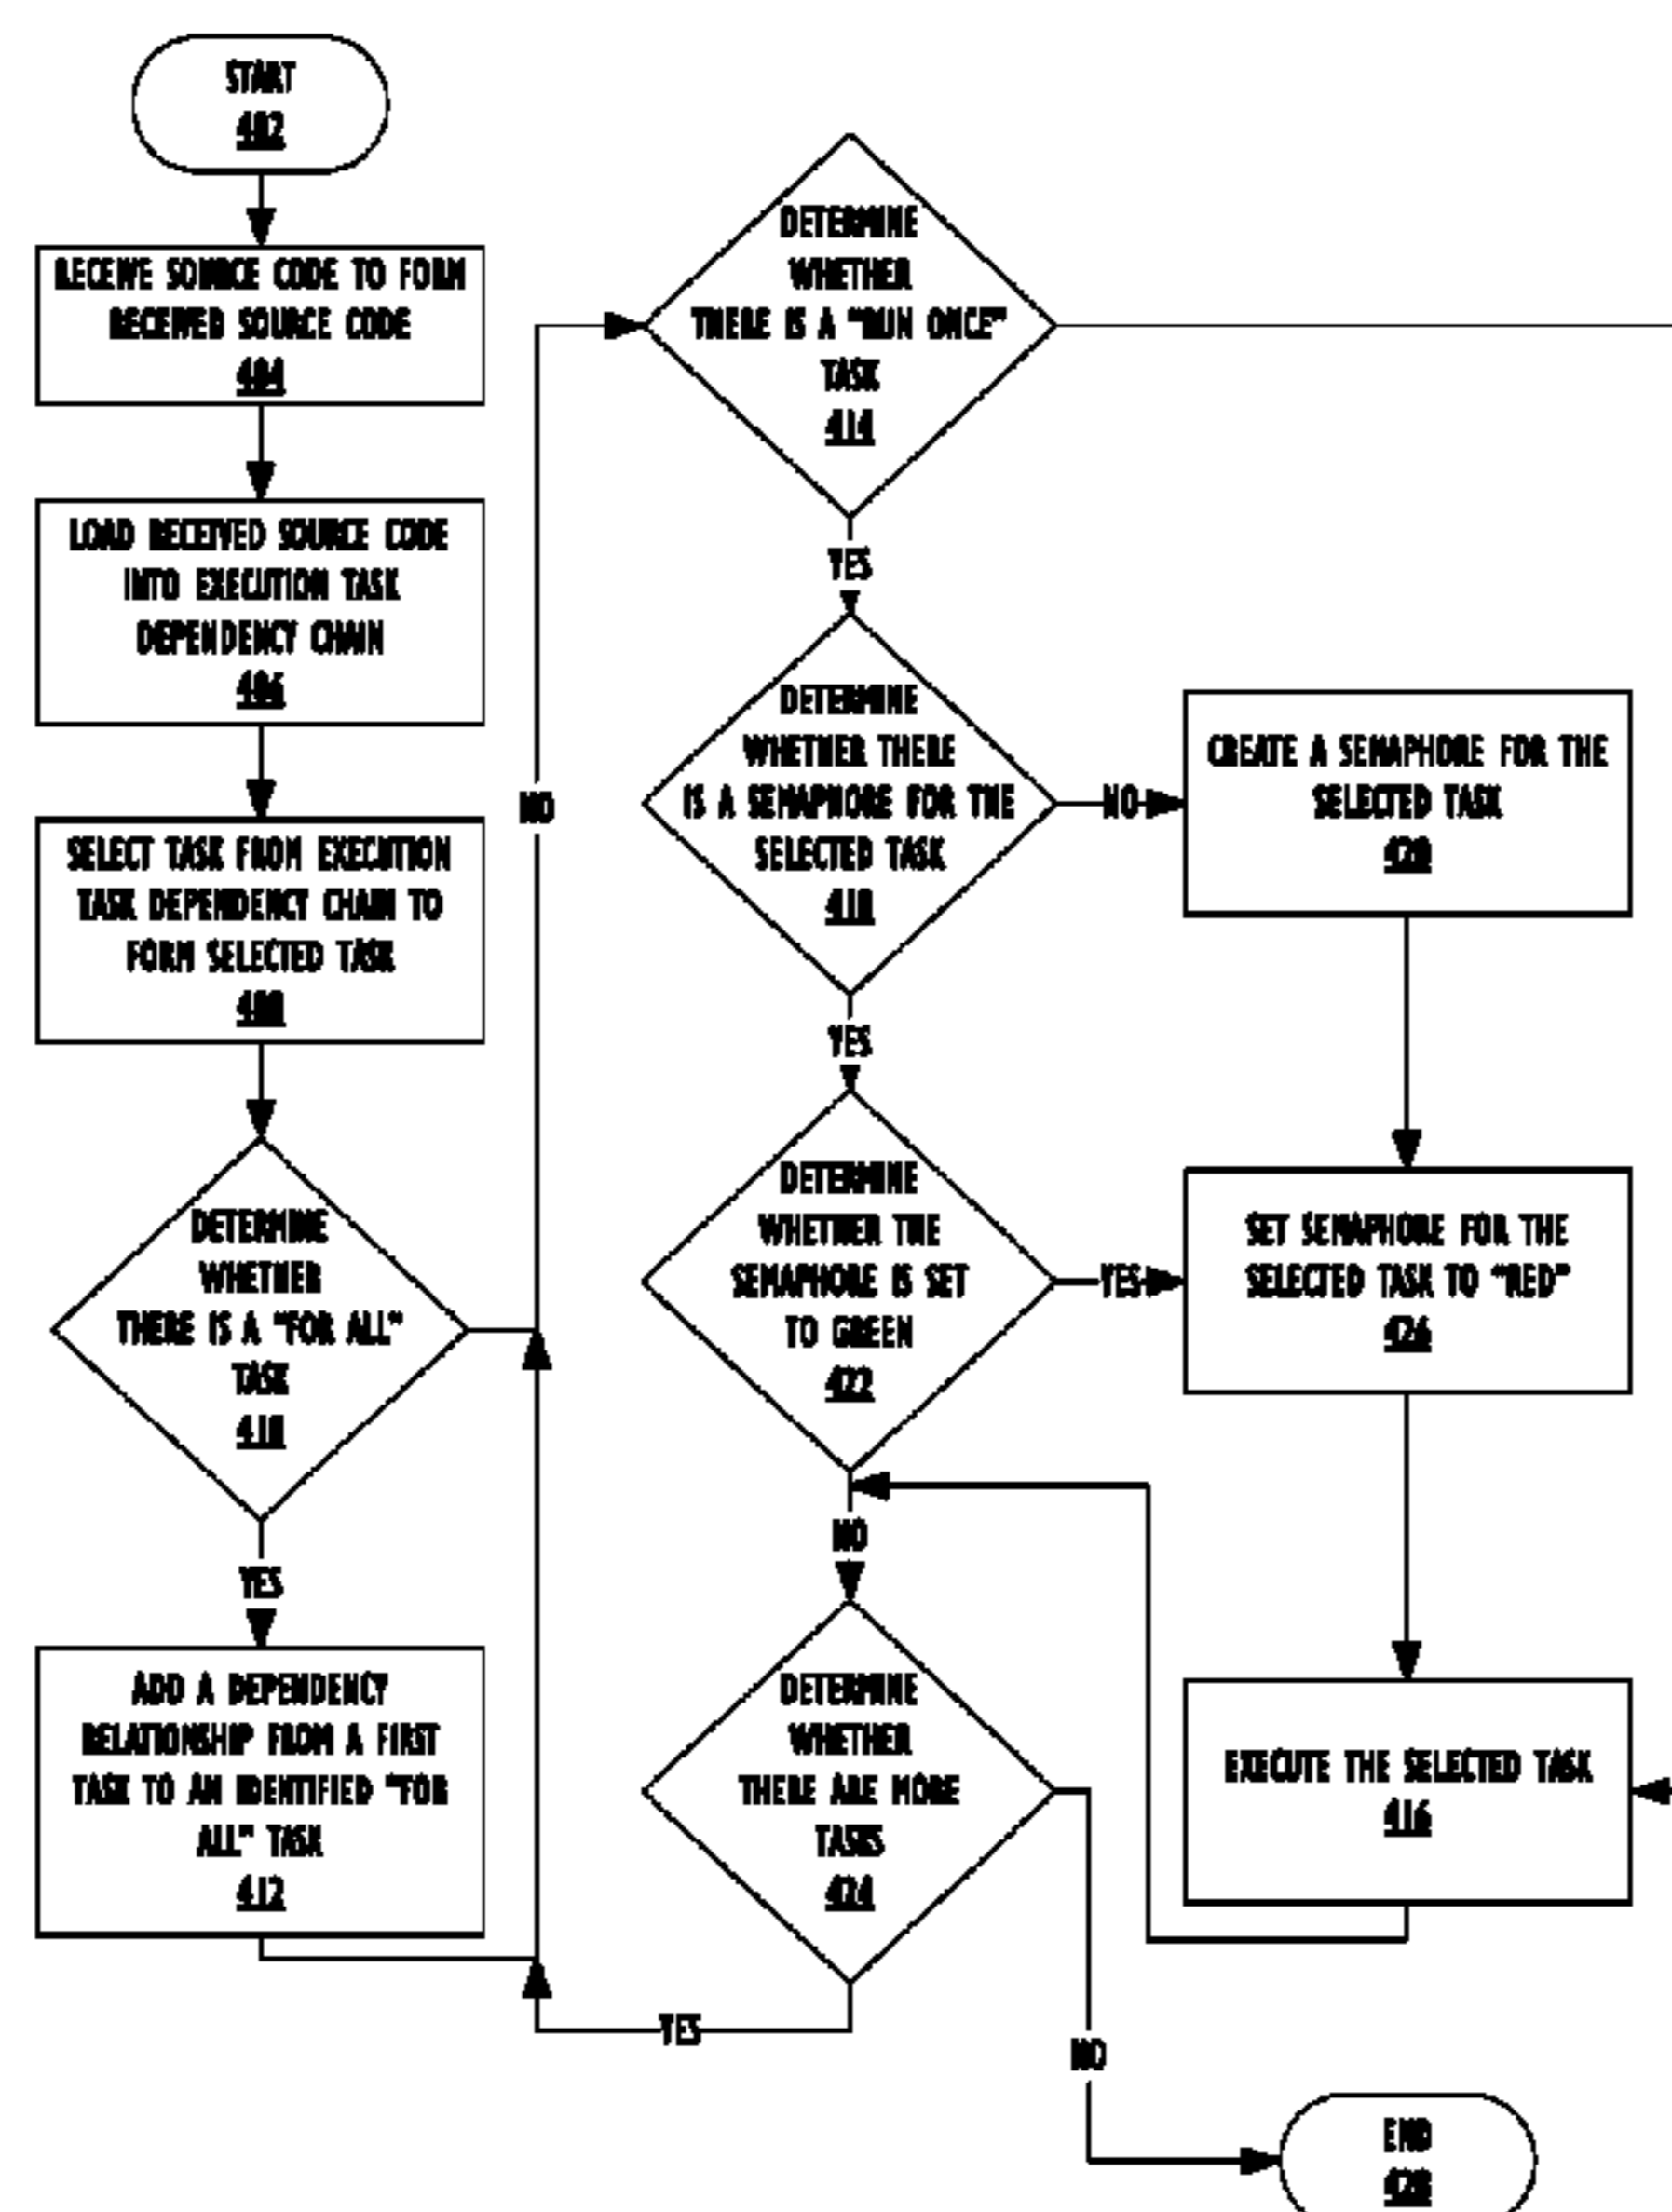 START
402
RECEIVE SOURCE CODE TO FORM
RECEIVED SOURCE CODE
404
LOAD RECEIVED SOURCE CODE
INTO EXECUTION TASK
DEPENDENCY CHAIN
406
SELECT TASK FROM EXECUTION
TASK DEPENDENCY CHAIN TO
FORM SELECTED TASK
408
DETERMINE
WHETHER
THERE IS A "FOR ALL"
TASK
410
YES
ADD A DEPENDENCY
RELATIONSHIP FROM A FIRST
TASK TO AN IDENTIFIED "FOR
ALL" TASK
412
NO
DETERMINE
WHETHER
THERE IS A "RUN ONCE"
TASK
414
YES
DETERMINE
WHETHER THERE
IS A SEMAPHORE FOR THE
SELECTED TASK
418
NO
CREATE A SEMAPHORE FOR THE
SELECTED TASK
420
YES
DETERMINE
WHETHER THE
SEMAPHORE IS SET
TO GREEN
422
YES
SET SEMAPHORE FOR THE
SELECTED TASK TO "RED"
426
NO
DETERMINE
WHETHER
THERE ARE MORE
TASKS
424
EXECUTE THE SELECTED TASK
416
YES
NO
END